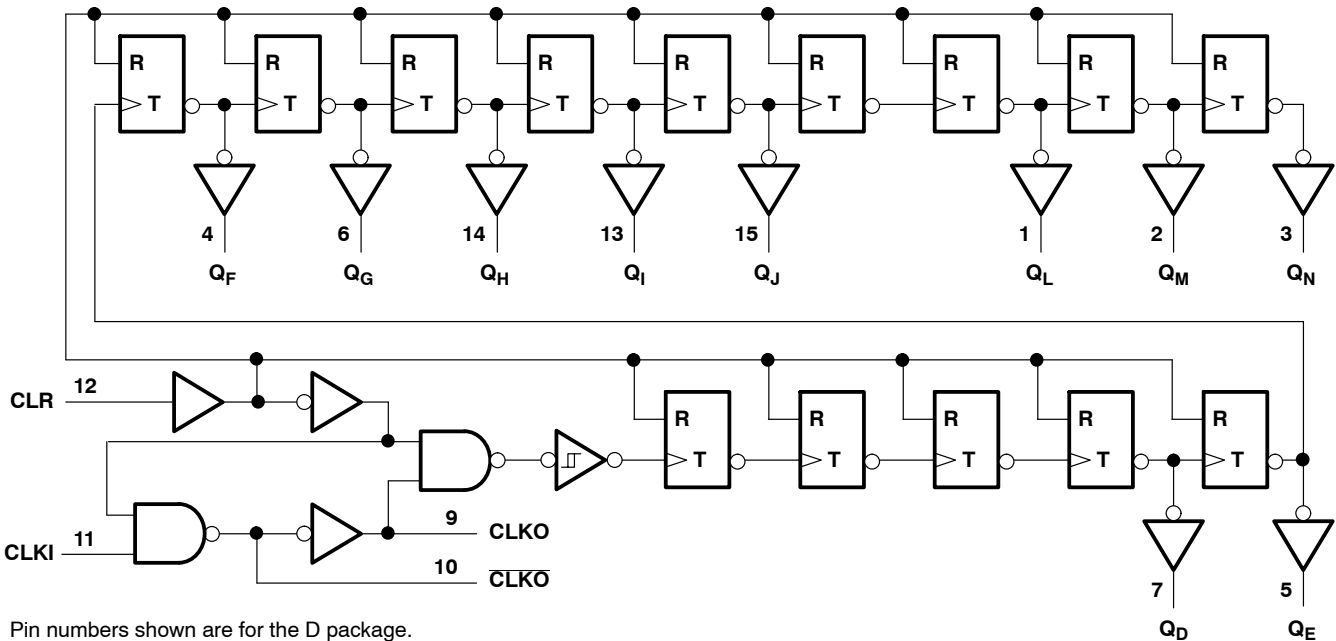 R R R R R R R R R
T T T T T T T T T
4 6 14 13 15 1 2 3
QF QG QH QI QJ QL QM QN
CLR 12
R R R R R
T T T T T
CLKI 11
9 CLKO
10 CLKO
7 5
QD QE
Pin numbers shown are for the D package.